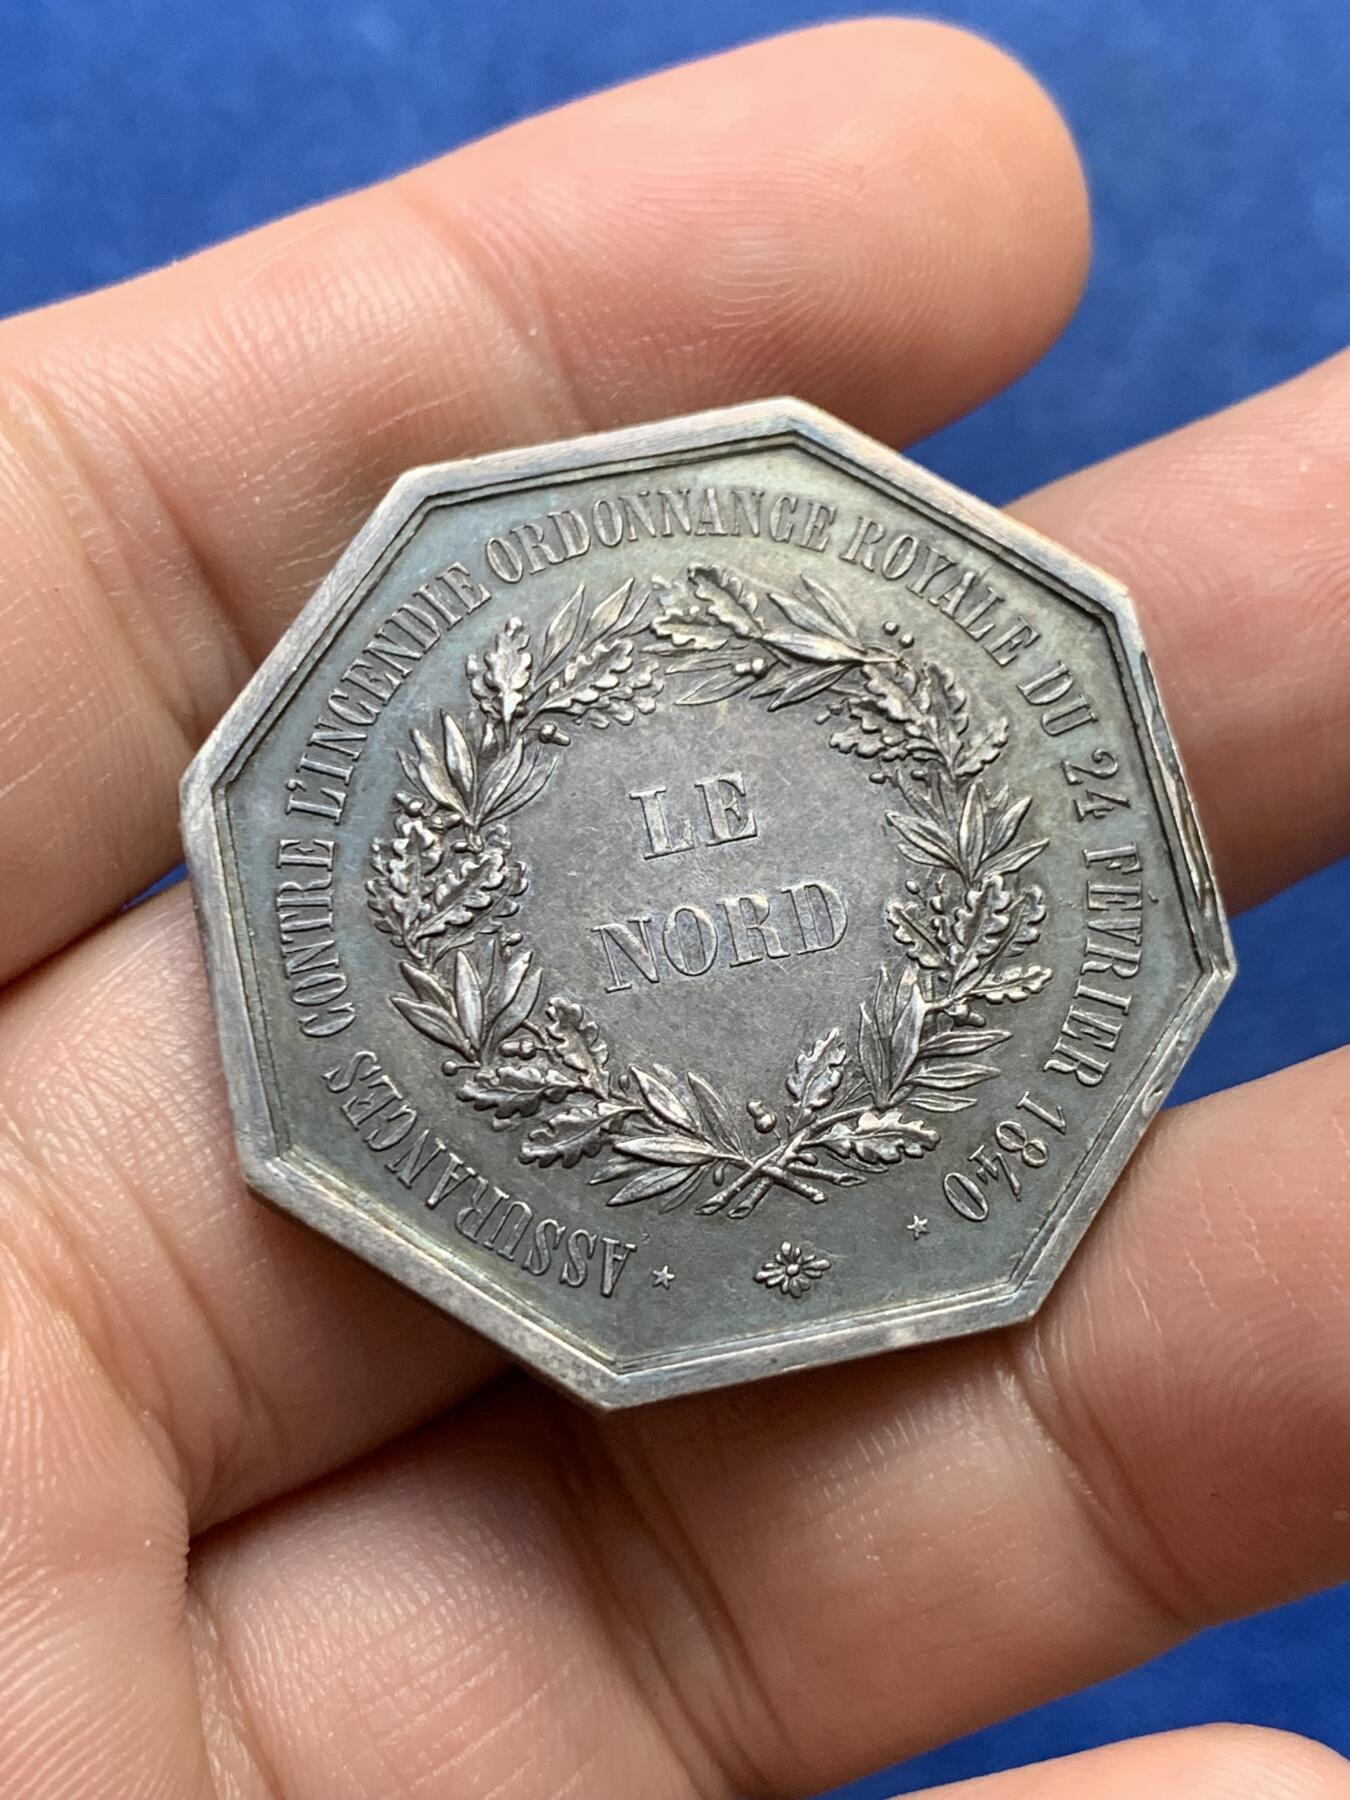 ASSURANCES CONTRE L'INCENDIE ORDONNANCE ROYALE DU 24 FÉVRIER 1840
LE
NORD